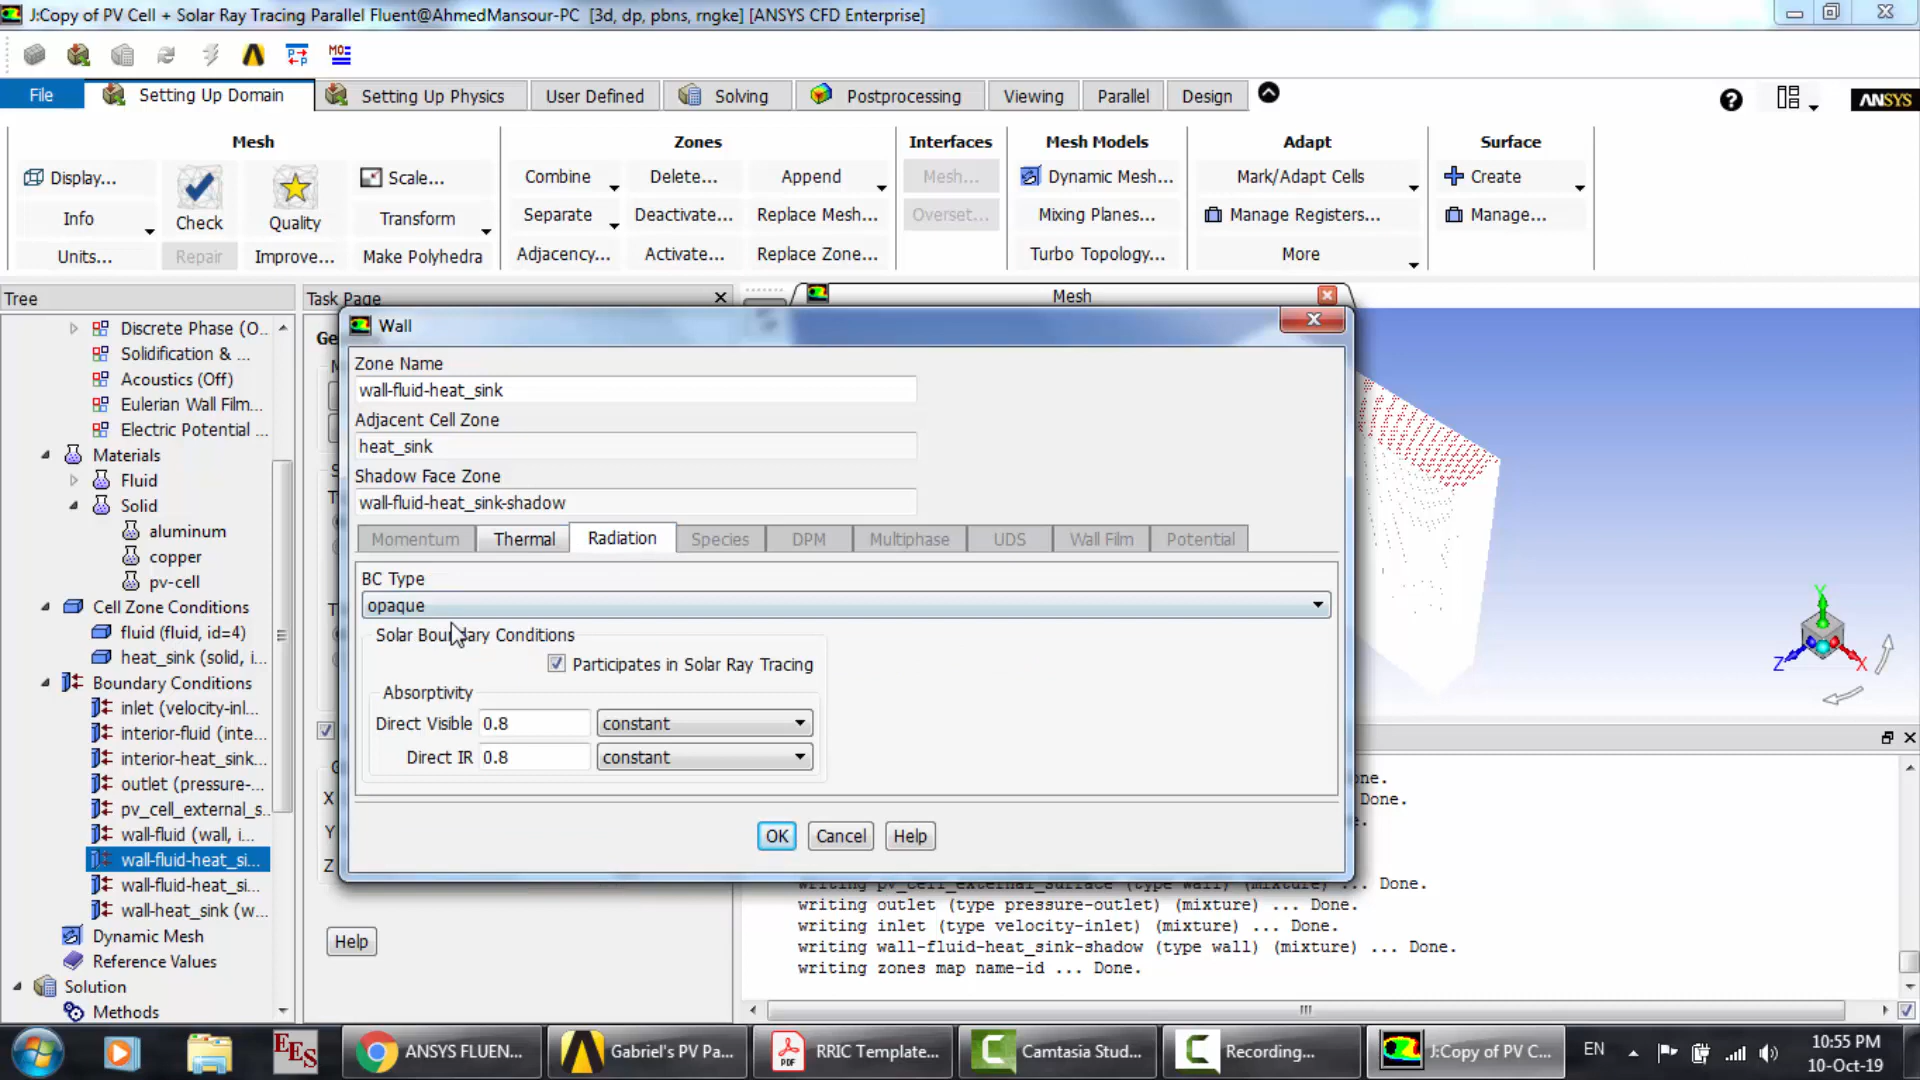 J:Copy of PV Cell + Solar Ray Tracing Parallel Fluent@AhmedMansour-PC [3d, dp, pbns, rngke] [ANSYS CFD Enterprise]
File
Setting Up Domain
Setting Up Physics
User Defined
Solving
Postprocessing
Viewing
Parallel
Design
ANSYS
Mesh
Zones
Interfaces
Mesh Models
Adapt
Surface
Display...
Scale...
Combine
Delete...
Append
Mesh...
Dynamic Mesh...
Mark/Adapt Cells
Create
Info
Check
Quality
Transform
Separate
Deactivate...
Replace Mesh...
Overset...
Mixing Planes...
Manage Registers...
Manage...
Units...
Repair
Improve...
Make Polyhedra
Adjacency...
Activate...
Replace Zone...
Turbo Topology...
More
Tree
Task Page
Mesh
Discrete Phase (O...
Solidification & ...
Acoustics (Off)
Eulerian Wall Film...
Electric Potential ...
Materials
Fluid
Solid
aluminum
copper
pv-cell
Cell Zone Conditions
fluid (fluid, id=4)
heat_sink (solid, i...
Boundary Conditions
inlet (velocity-inl...
interior-fluid (inte...
interior-heat_sink...
outlet (pressure-...
pv_cell_external_s...
wall-fluid (wall, i...
wall-fluid-heat_si...
wall-fluid-heat_si...
wall-heat_sink (w...
Dynamic Mesh
Reference Values
Solution
Methods
Ge
X
Y
Z
Help
Wall
Zone Name
wall-fluid-heat_sink
Adjacent Cell Zone
heat_sink
Shadow Face Zone
wall-fluid-heat_sink-shadow
Momentum
Thermal
Radiation
Species
DPM
Multiphase
UDS
Wall Film
Potential
BC Type
opaque
Solar Boundary Conditions
Participates in Solar Ray Tracing
Absorptivity
Direct Visible 0.8 constant
Direct IR 0.8 constant
OK
Cancel
Help
Y
Z
X
ne.
Done.
writing pv_cell_external_surface (type wall) (mixture) ... Done.
writing outlet (type pressure-outlet) (mixture) ... Done.
writing inlet (type velocity-inlet) (mixture) ... Done.
writing wall-fluid-heat_sink-shadow (type wall) (mixture) ... Done.
writing zones map name-id ... Done.
EES
ANSYS FLUEN...
Gabriel's PV Pa...
RRIC Template...
Camtasia Stud...
Recording...
J:Copy of PV C...
EN
10:55 PM
10-Oct-19